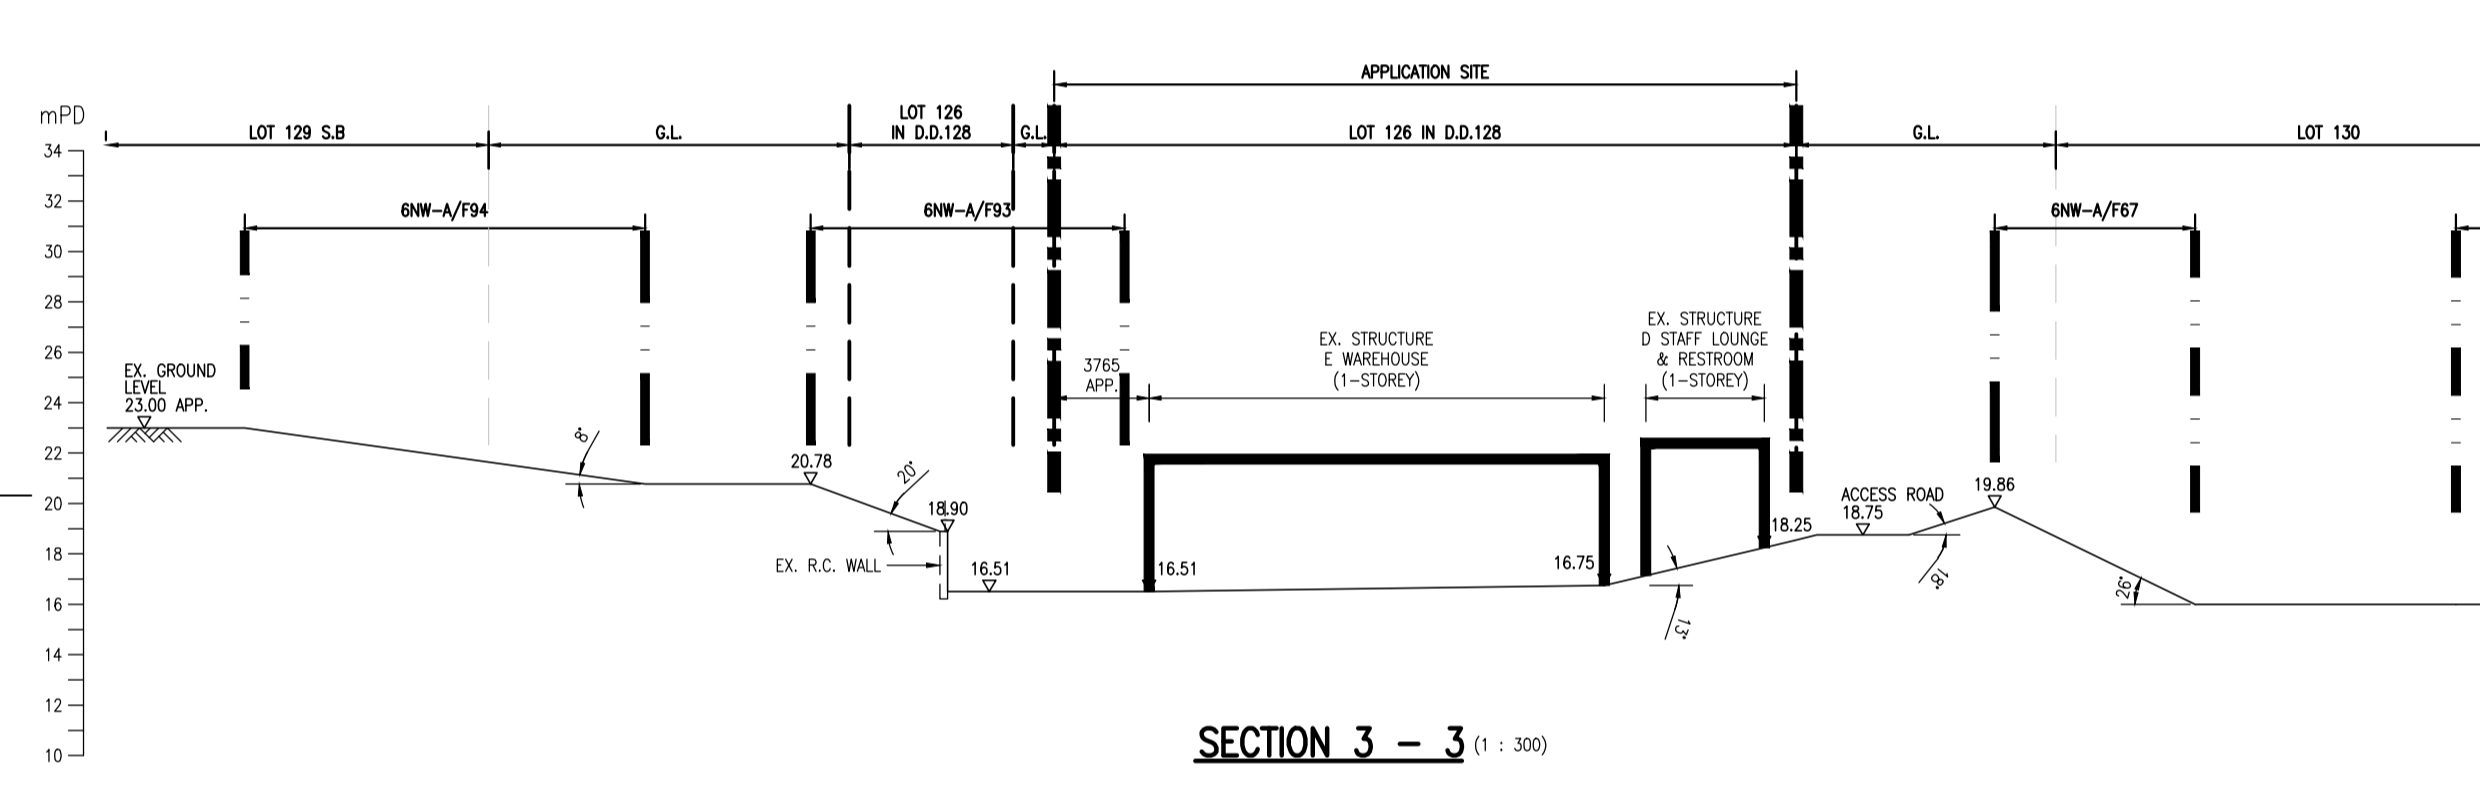 APPLICATION SITE
mPD
LOT 129 S.B
G.L.
LOT 126
IN D.D.128
G.L.
LOT 126 IN D.D.128
G.L.
LOT 130
34
32
30
28
26
24
22
20
18
16
14
12
10
6NW-A/F94
6NW-A/F93
6NW-A/F67
EX. GROUND
LEVEL
23.00 APP.
8°
20.78
20°
18.90
EX. R.C. WALL
16.51
3765
APP.
EX. STRUCTURE
E WAREHOUSE
(1-STOREY)
EX. STRUCTURE
D STAFF LOUNGE
& RESTROOM
(1-STOREY)
16.51
16.75
13°
18.25
ACCESS ROAD
18.75
18°
19.86
26°
SECTION 3 - 3 (1 : 300)